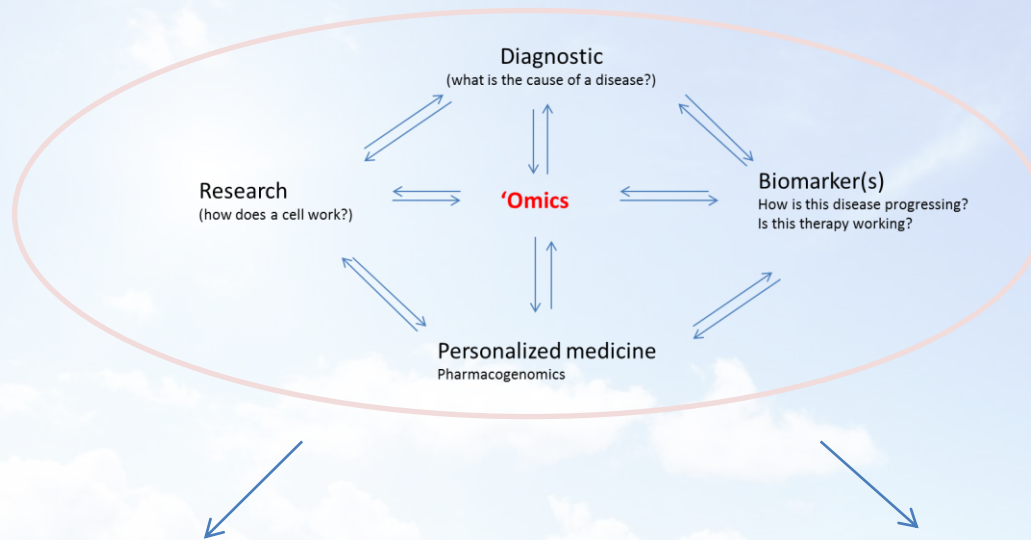 Diagnostic
(what is the cause of a disease?)
Research
(how does a cell work?)
‘Omics
Biomarker(s)
How is this disease progressing?
Is this therapy working?
Personalized medicine
Pharmacogenomics